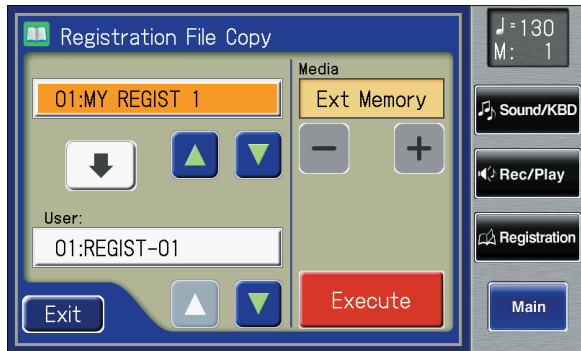 Registration File Copy
Media
01:MY REGIST 1
Ext Memory
User:
01:REGIST-01
Exit
Execute
♩=130
M: 1
Sound/KBD
Rec/Play
Registration
Main